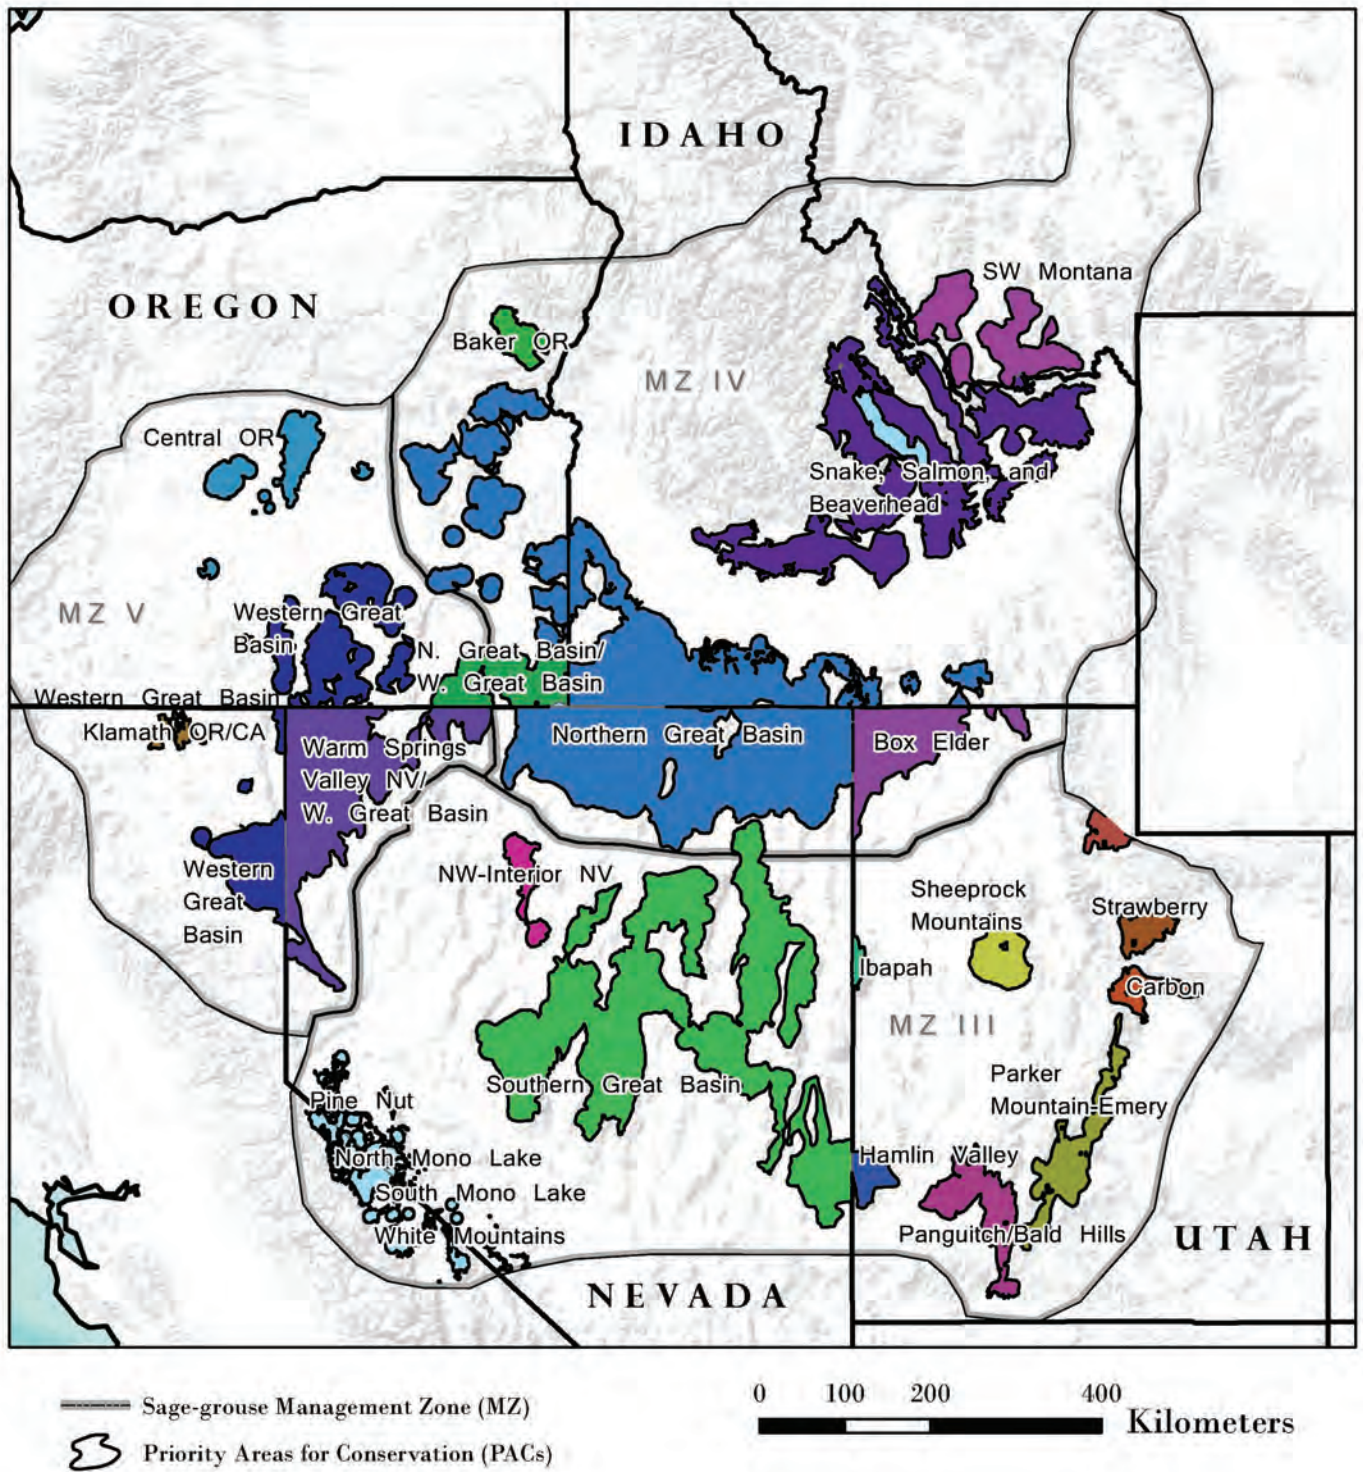 IDAHO
SW Montana
OREGON
Baker OR
MZ IV
Central OR
Snake, Salmon, and
Beaverhead
MZ V
Western Great
Basin
N. Great Basin/
W. Great Basin
Western Great Basin
Klamath OR/CA
Warm Springs
Valley NV/
W. Great Basin
Northern Great Basin
Box Elder
Western
Great
Basin
NW-Interior NV
Sheeprock
Mountains
Strawberry
Ibapah
Carbon
MZ III
Southern Great Basin
Parker
Mountain-Emery
Pine Nut
North Mono Lake
South Mono Lake
White Mountains
Hamlin Valley
Panguitch/Bald Hills
UTAH
NEVADA
0 100 200 400
Kilometers
Sage-grouse Management Zone (MZ)
Priority Areas for Conservation (PACs)